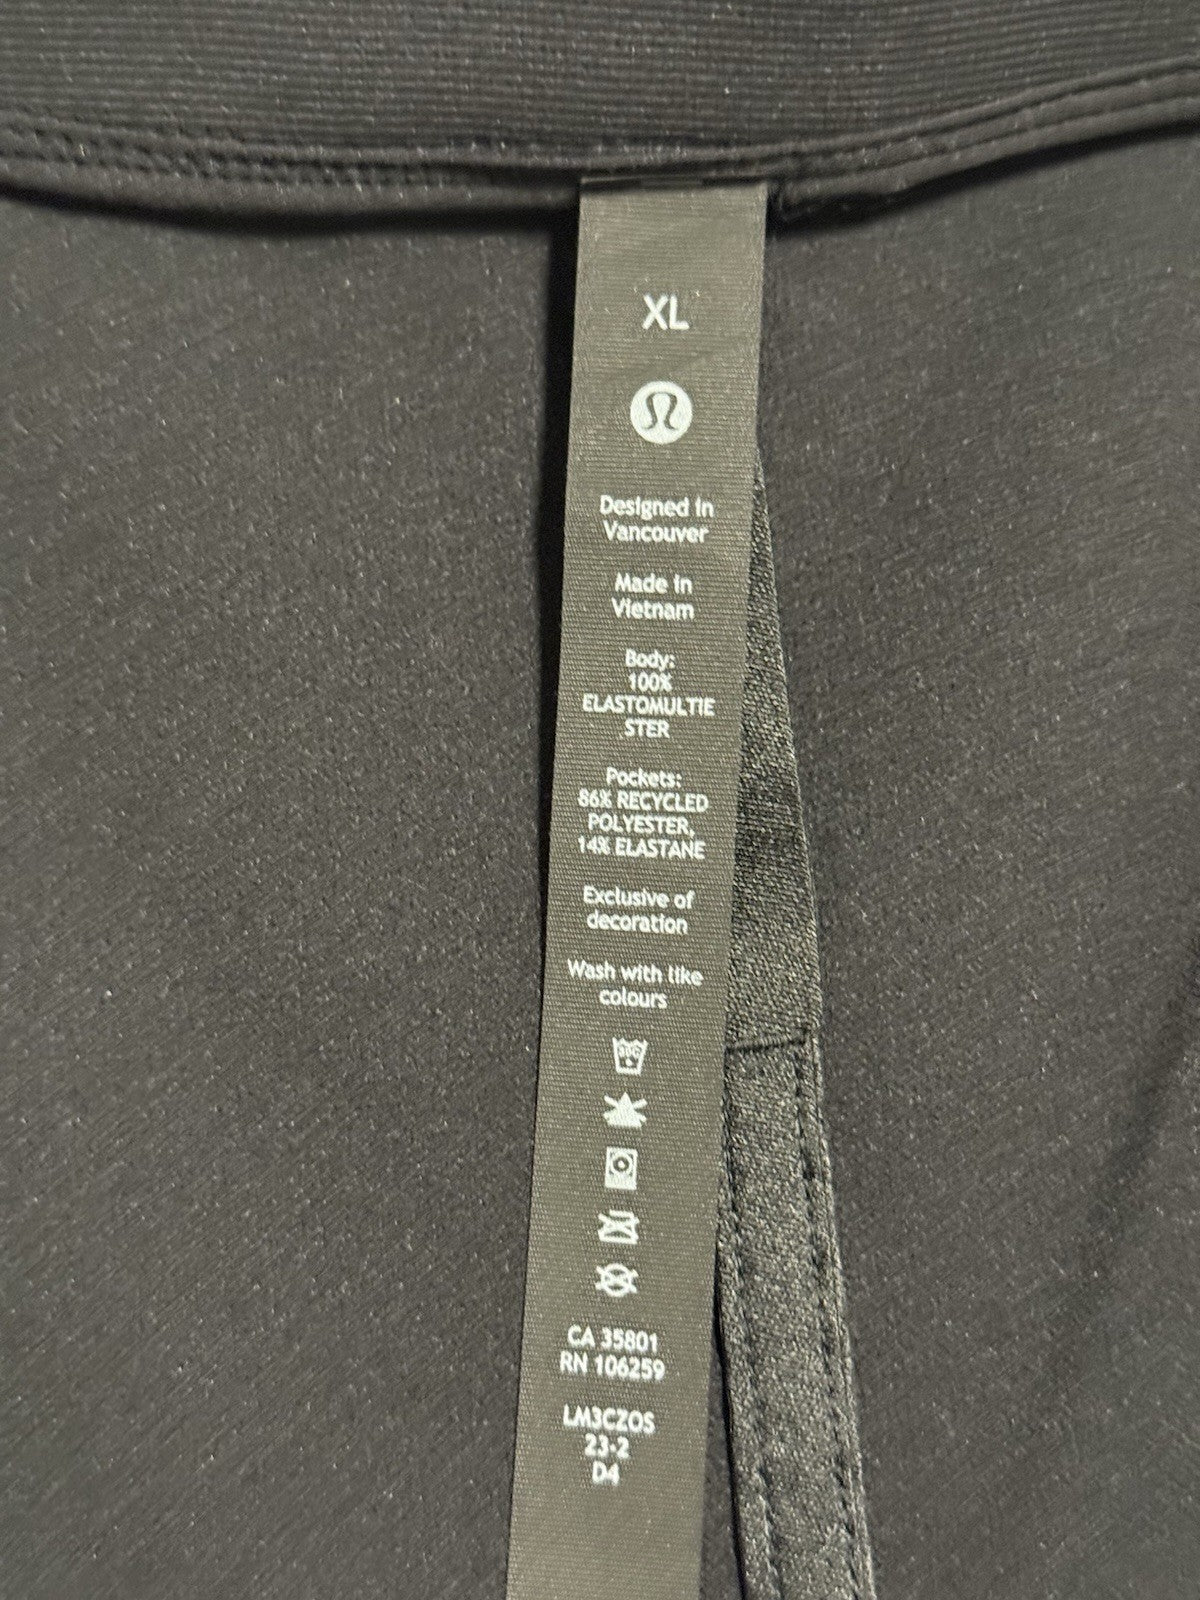 XL
Designed in
Vancouver
Made in
Vietnam
Body:
100%
ELASTOMULTIE
STER
Pockets:
86% RECYCLED
POLYESTER,
14% ELASTANE
Exclusive of
decoration
Wash with like
colours
30C
CA 35801
RN 106259
LM3CZOS
23-2
D4